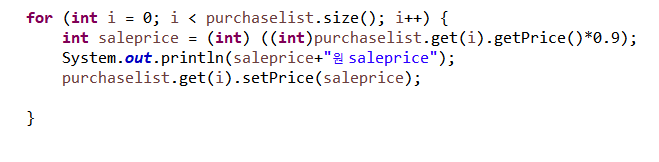 for (int i = 0; i < purchaselist.size(); i++) {
int saleprice = (int) ((int)purchaselist.get(i).getPrice()*0.9);
System.out.println(saleprice+"원 saleprice");
purchaselist.get(i).setPrice(saleprice);
}